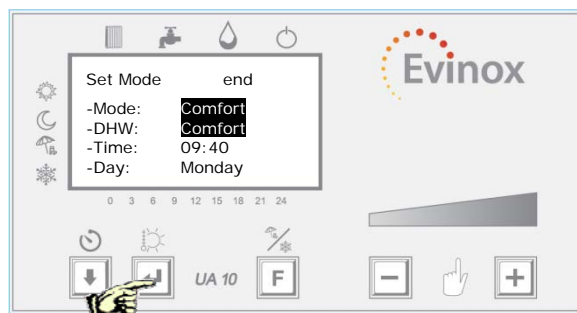 Evinox
Set Mode end
-Mode: Comfort
-DHW: Comfort
-Time: 09:40
-Day: Monday
0 3 6 9 12 15 18 21 24
UA 10 F